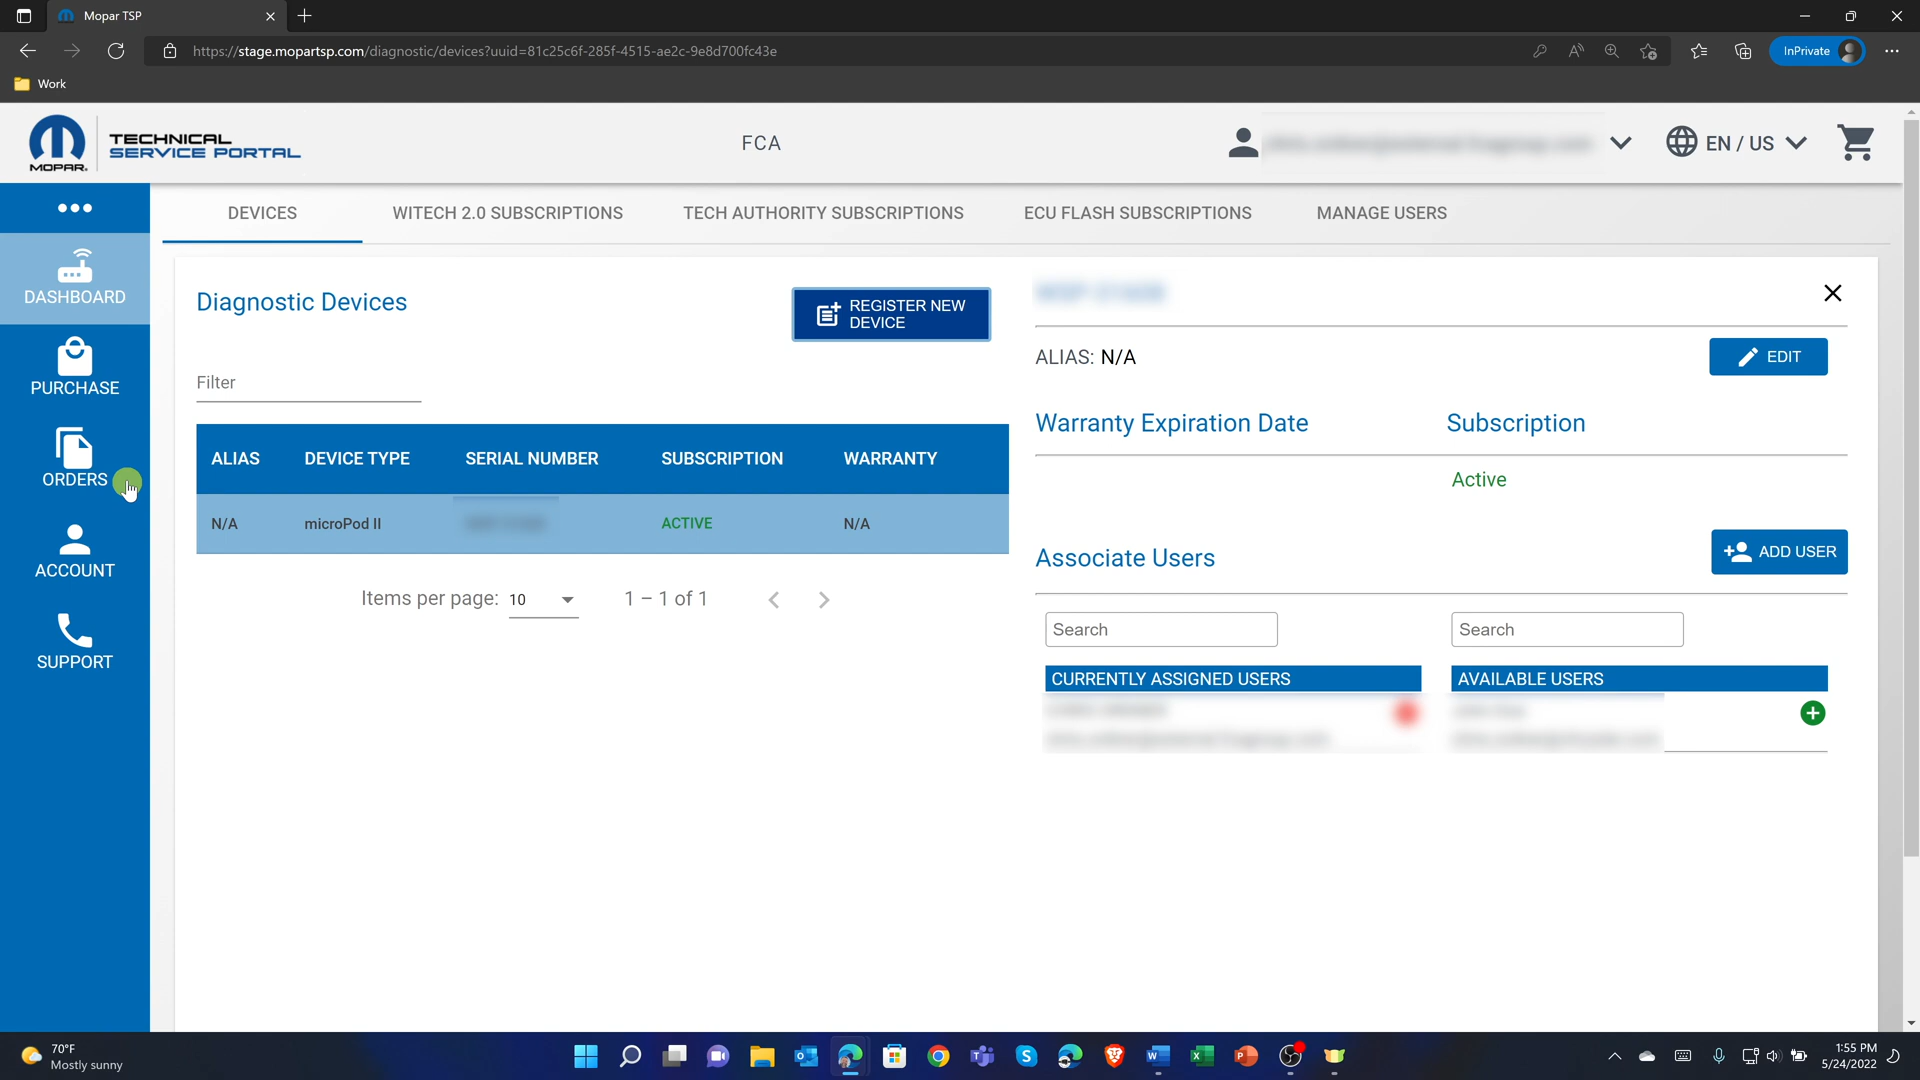 Mopar TSP
https://stage.mopartsp.com/diagnostic/devices?uuid=81c25c6f-285f-4515-ae2c-9e8d700fc43e
InPrivate
Work
MOPAR.
TECHNICAL
SERVICE PORTAL
FCA
EN / US
DASHBOARD
PURCHASE
ORDERS
ACCOUNT
SUPPORT
DEVICES
WITECH 2.0 SUBSCRIPTIONS
TECH AUTHORITY SUBSCRIPTIONS
ECU FLASH SUBSCRIPTIONS
MANAGE USERS
Diagnostic Devices
REGISTER NEW
DEVICE
Filter
ALIAS DEVICE TYPE SERIAL NUMBER SUBSCRIPTION WARRANTY
N/A microPod II ACTIVE N/A
Items per page: 10 1 – 1 of 1
ALIAS: N/A
EDIT
Warranty Expiration Date
Subscription
Active
Associate Users
ADD USER
Search
Search
CURRENTLY ASSIGNED USERS
AVAILABLE USERS
70°F
Mostly sunny
1:55 PM
5/24/2022